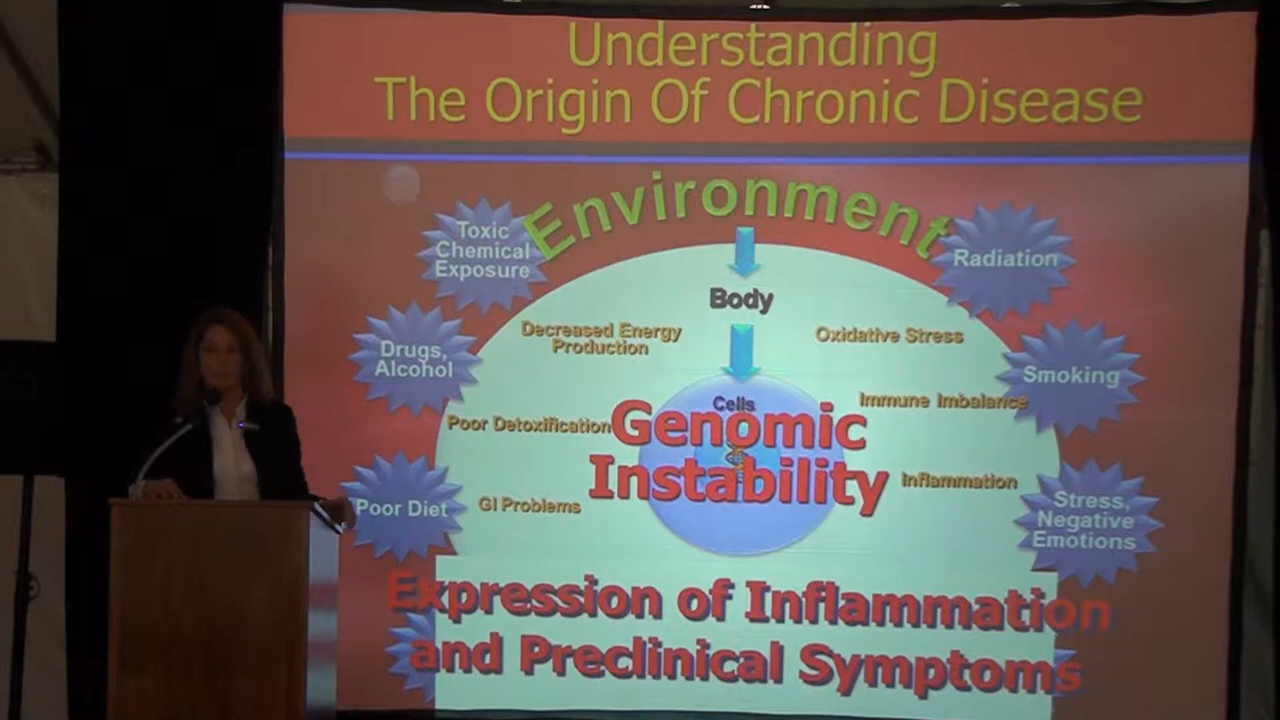 Understanding
The Origin Of Chronic Disease
Environment
Toxic
Chemical
Exposure
Radiation
Body
Decreased Energy
Production
Oxidative Stress
Drugs,
Alcohol
Smoking
Cells
Immune Imbalance
Poor Detoxification
Genomic
Instability
Inflammation
Poor Diet
GI Problems
Stress,
Negative
Emotions
Expression of Inflammation
and Preclinical Symptoms